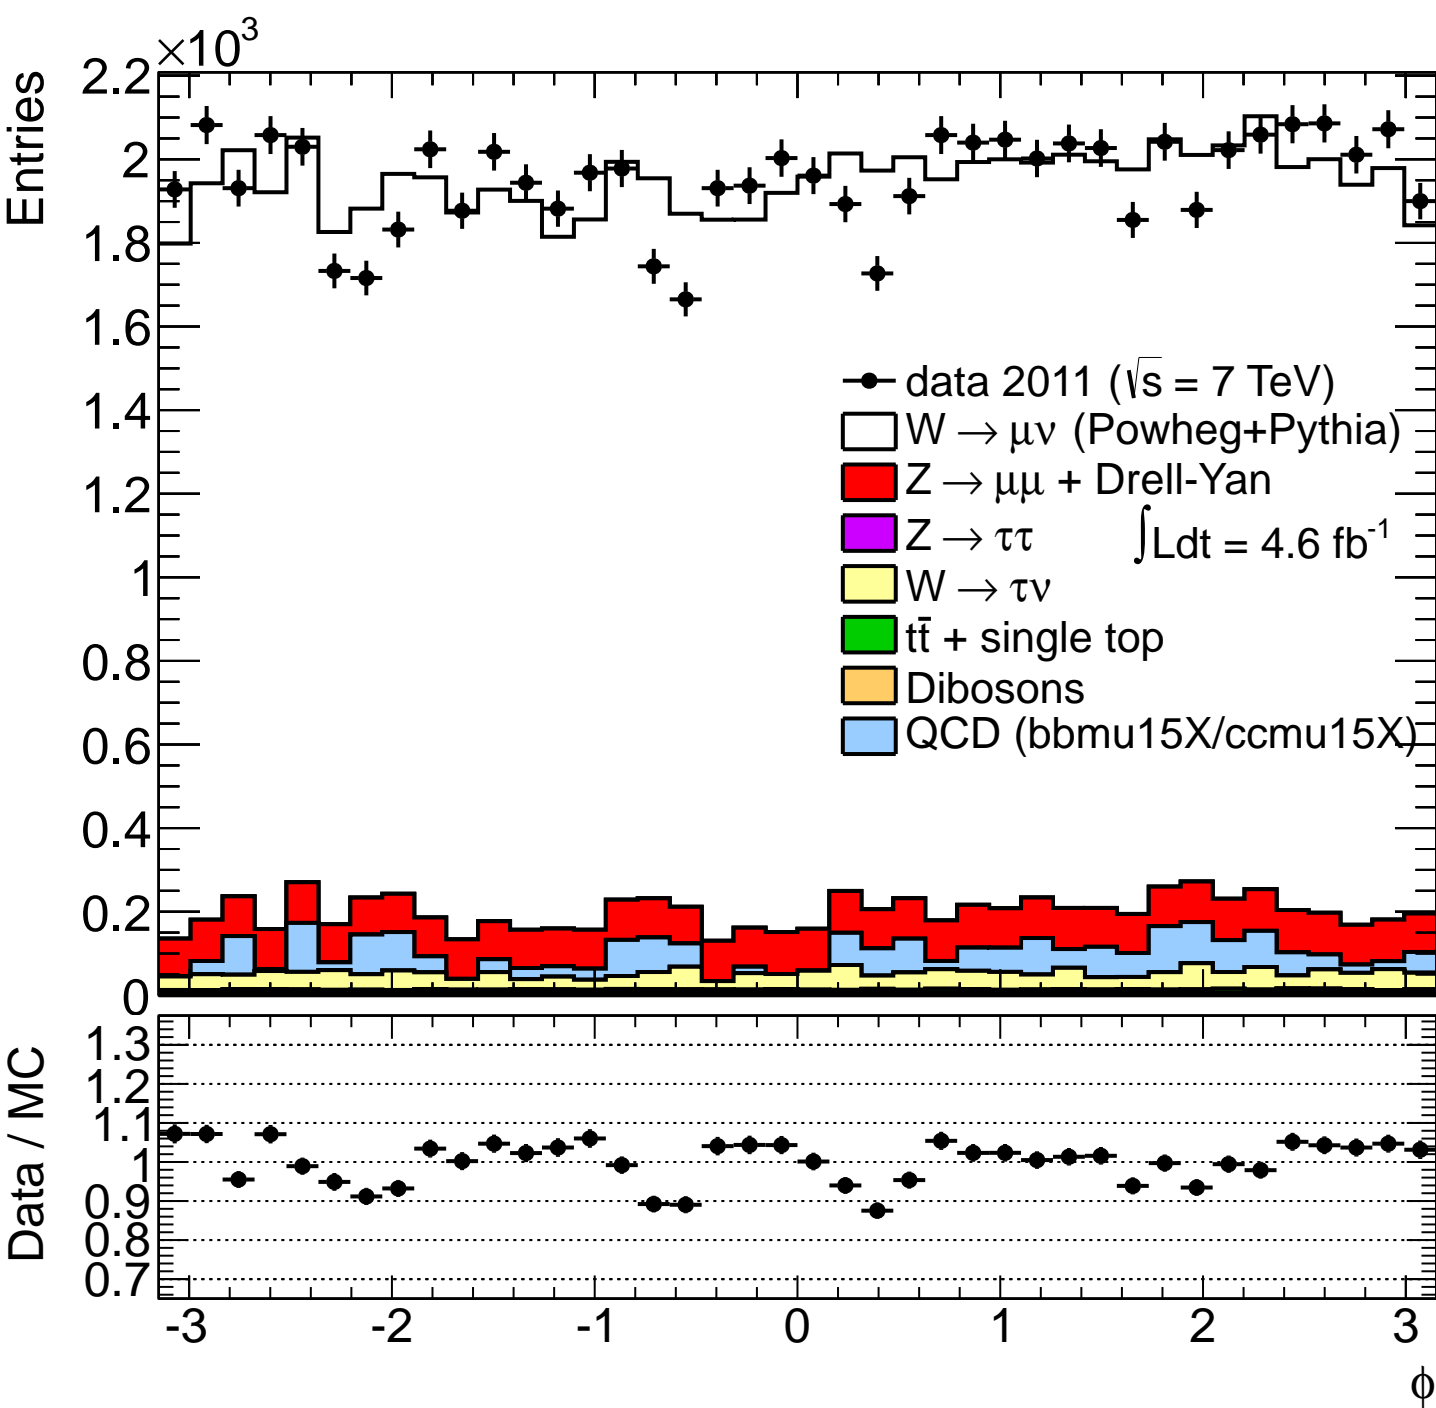 ×10³
Entries
2.2
2
1.8
1.6
1.4
1.2
1
0.8
0.6
0.4
0.2
0
data 2011 (√s = 7 TeV)
W → μν (Powheg+Pythia)
Z → μμ + Drell-Yan
Z → ττ
∫Ldt = 4.6 fb⁻¹
W → τν
tt̄ + single top
Dibosons
QCD (bbmu15X/ccmu15X)
Data / MC
1.3
1.2
1.1
1
0.9
0.8
0.7
-3 -2 -1 0 1 2 3
ϕ